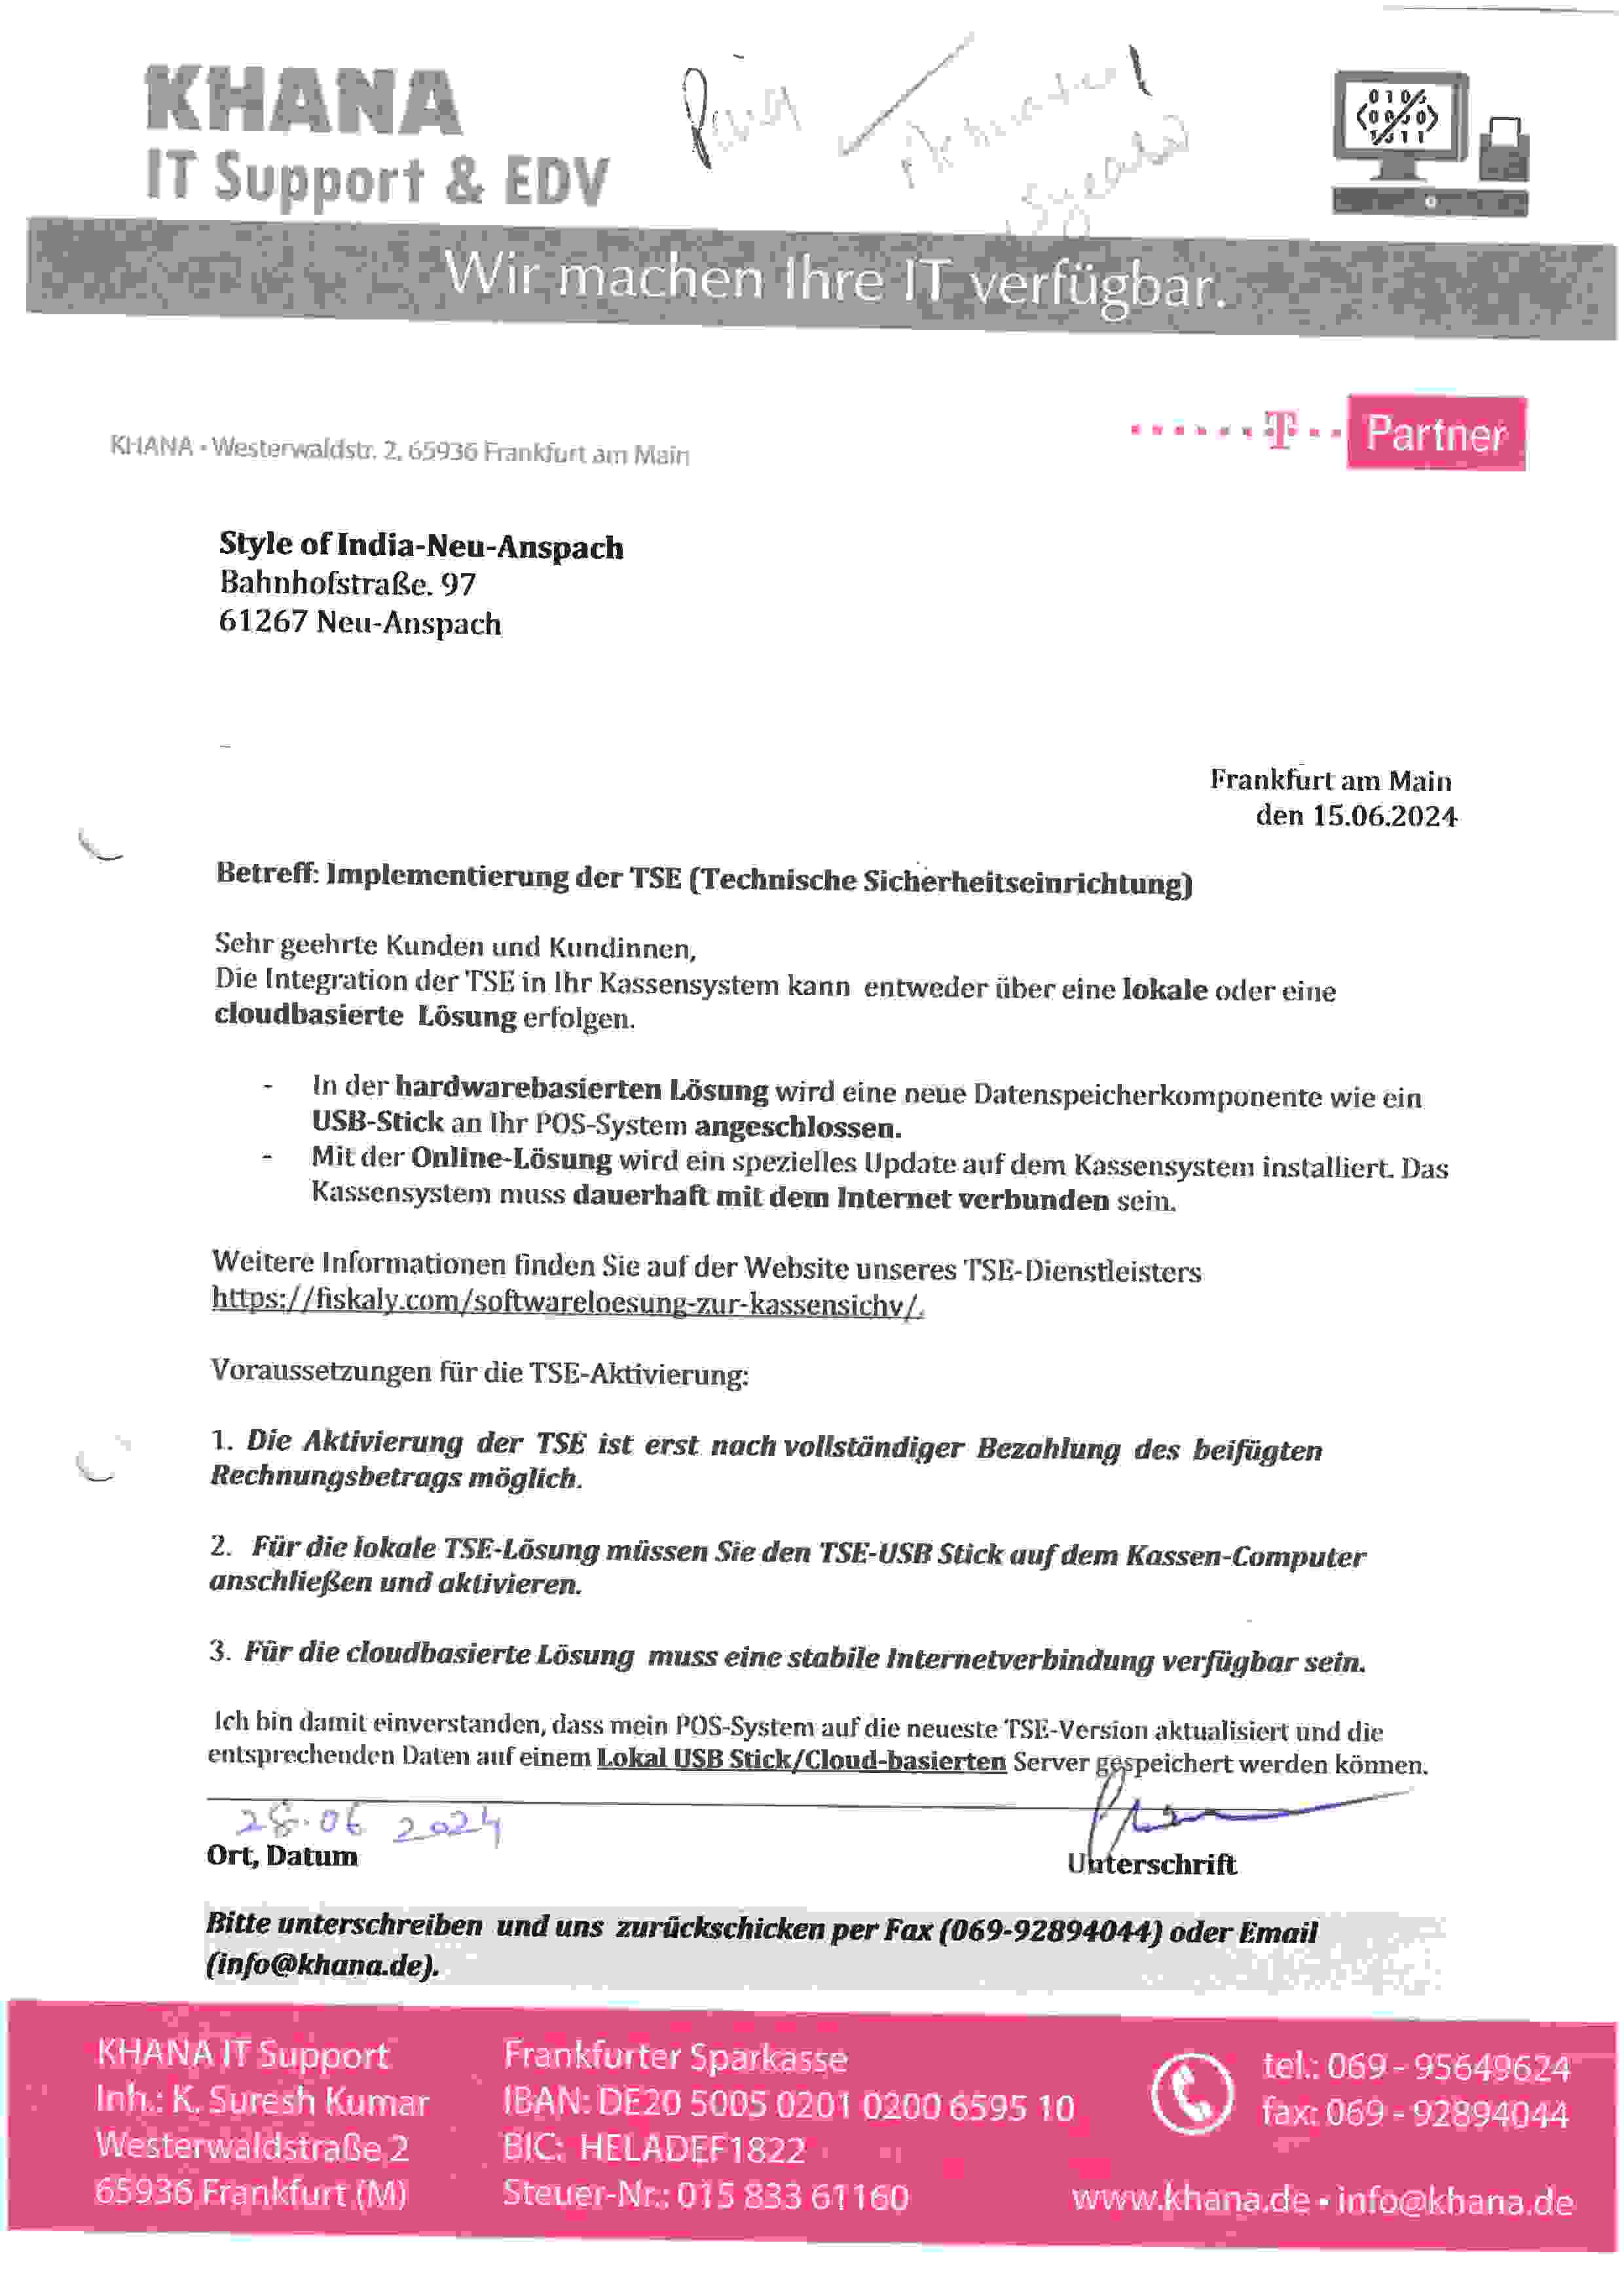 KHANA
IT Support & EDV
0101
Wir machen Ihre IT verfügbar.
T Partner
KHANA • Westerwaldstr. 2, 65936 Frankfurt am Main
Style of India-Neu-Anspach
Bahnhofstraße. 97
61267 Neu-Anspach
Frankfurt am Main
den 15.06.2024
Betreff: Implementierung der TSE (Technische Sicherheitseinrichtung)
Sehr geehrte Kunden und Kundinnen,
Die Integration der TSE in Ihr Kassensystem kann entweder über eine lokale oder eine
cloudbasierte Lösung erfolgen.
- In der hardwarebasierten Lösung wird eine neue Datenspeicherkomponente wie ein
USB-Stick an Ihr POS-System angeschlossen.
- Mit der Online-Lösung wird ein spezielles Update auf dem Kassensystem installiert. Das
Kassensystem muss dauerhaft mit dem Internet verbunden sein.
Weitere Informationen finden Sie auf der Website unseres TSE-Dienstleisters
https://fiskaly.com/softwareloesung-zur-kassensichv/.
Voraussetzungen für die TSE-Aktivierung:
1. Die Aktivierung der TSE ist erst nach vollständiger Bezahlung des beifügten
Rechnungsbetrags möglich.
2. Für die lokale TSE-Lösung müssen Sie den TSE-USB Stick auf dem Kassen-Computer
anschließen und aktivieren.
3. Für die cloudbasierte Lösung muss eine stabile Internetverbindung verfügbar sein.
Ich bin damit einverstanden, dass mein POS-System auf die neueste TSE-Version aktualisiert und die
entsprechenden Daten auf einem Lokal USB Stick/Cloud-basierten Server gespeichert werden können.
28.06 2024
Ort, Datum
Unterschrift
Bitte unterschreiben und uns zurückschicken per Fax (069-92894044) oder Email
(info@khana.de).
KHANA IT Support
Inh.: K. Suresh Kumar
Westerwaldstraße 2
65936 Frankfurt (M)
Frankfurter Sparkasse
IBAN: DE20 5005 0201 0200 6595 10
BIC: HELADEF1822
Steuer-Nr.: 015 833 61160
tel.: 069 - 95649624
fax: 069 - 92894044
www.khana.de • info@khana.de